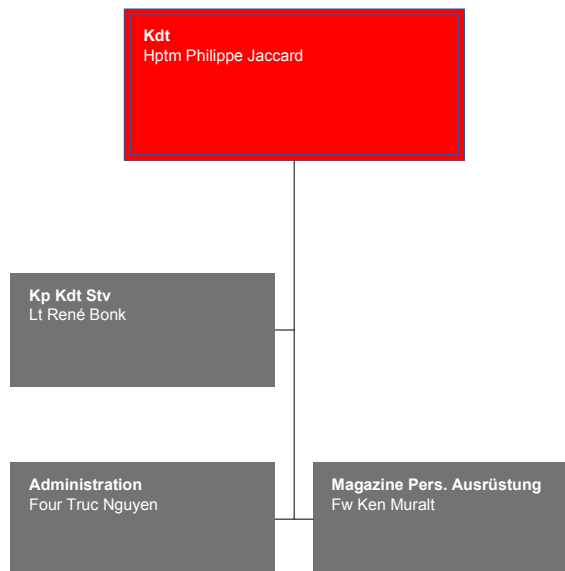 Kdt
Hptm Philippe Jaccard
Kp Kdt Stv
Lt René Bonk
Administration
Four Truc Nguyen
Magazine Pers. Ausrüstung
Fw Ken Muralt